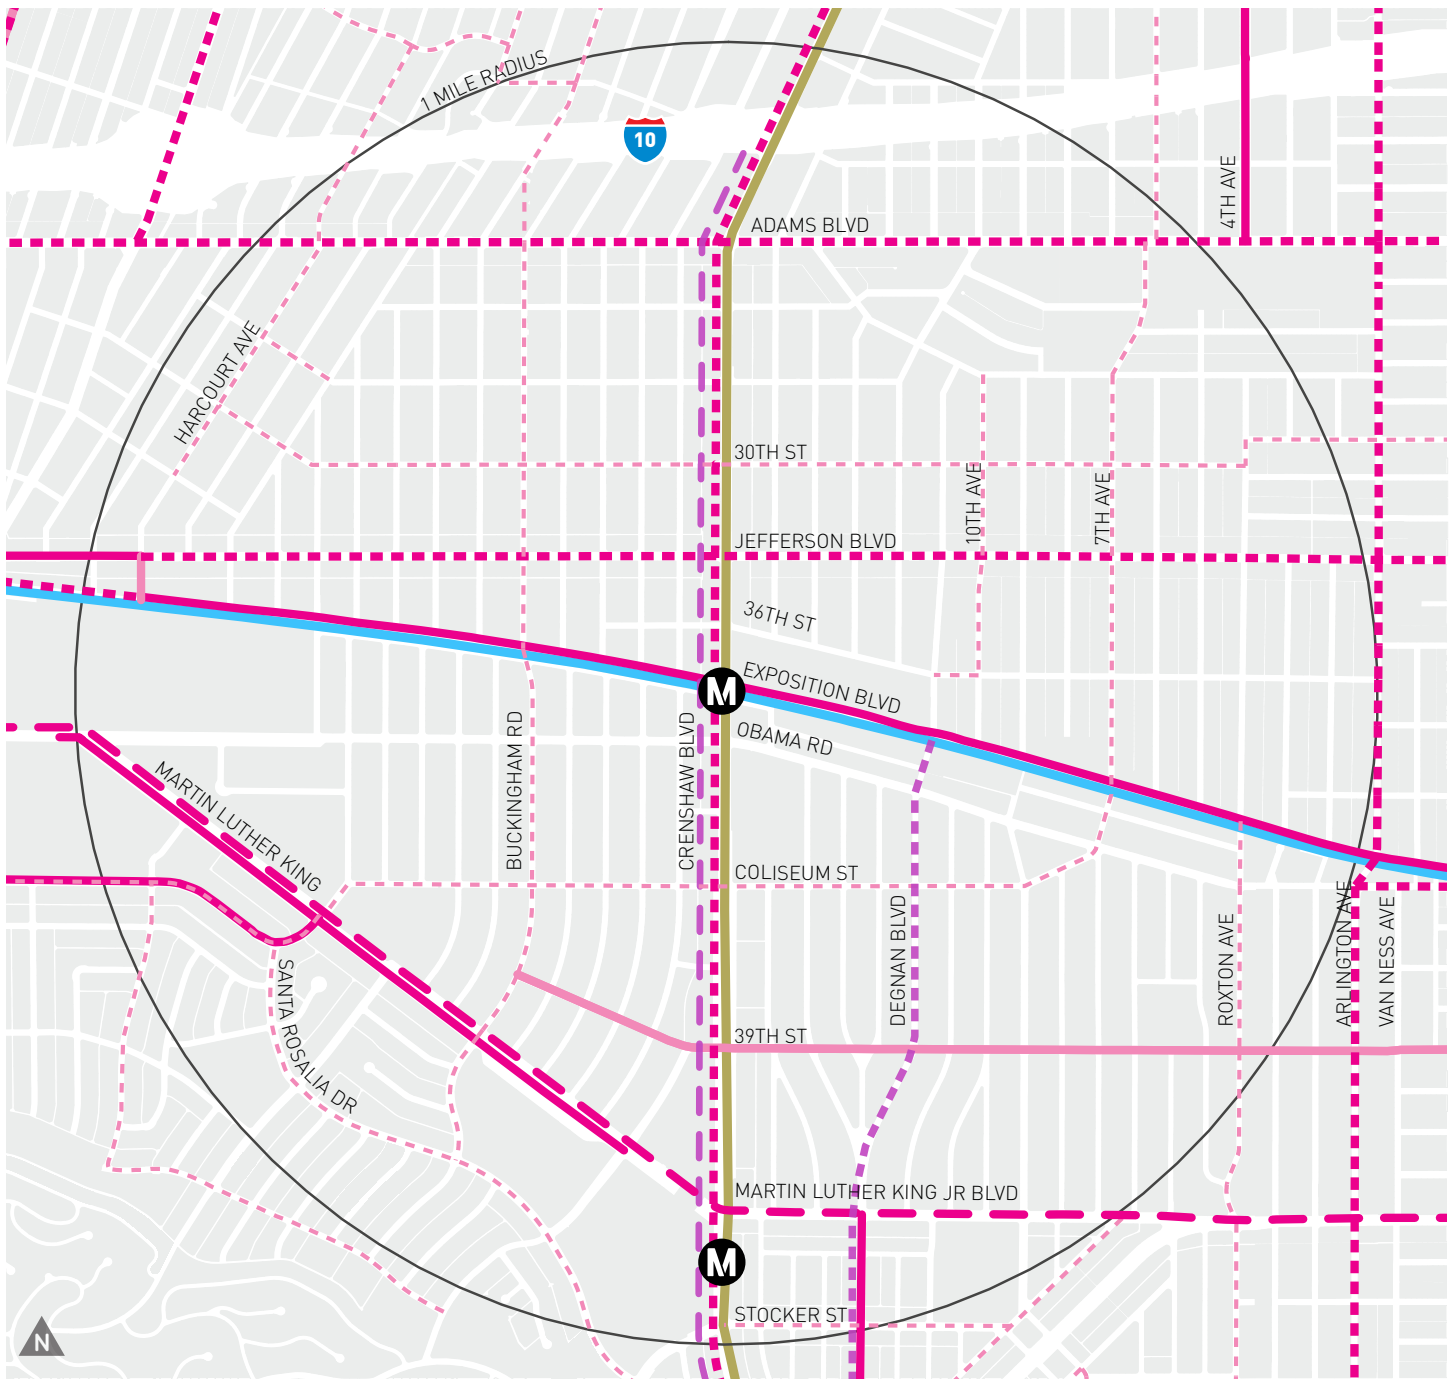 1 MILE RADIUS
10
4TH AVE
ADAMS BLVD
HARCOURT AVE
30TH ST
10TH AVE
7TH AVE
JEFFERSON BLVD
36TH ST
M
EXPOSITION BLVD
OBAMA RD
BUCKINGHAM RD
CRENSHAW BLVD
MARTIN LUTHER KING
COLISEUM ST
DEGNAN BLVD
ROXTON AVE
ARLINGTON AVE
VAN NESS AVE
SANTA ROSALIA DR
39TH ST
MARTIN LUTHER KING JR BLVD
M
STOCKER ST
N